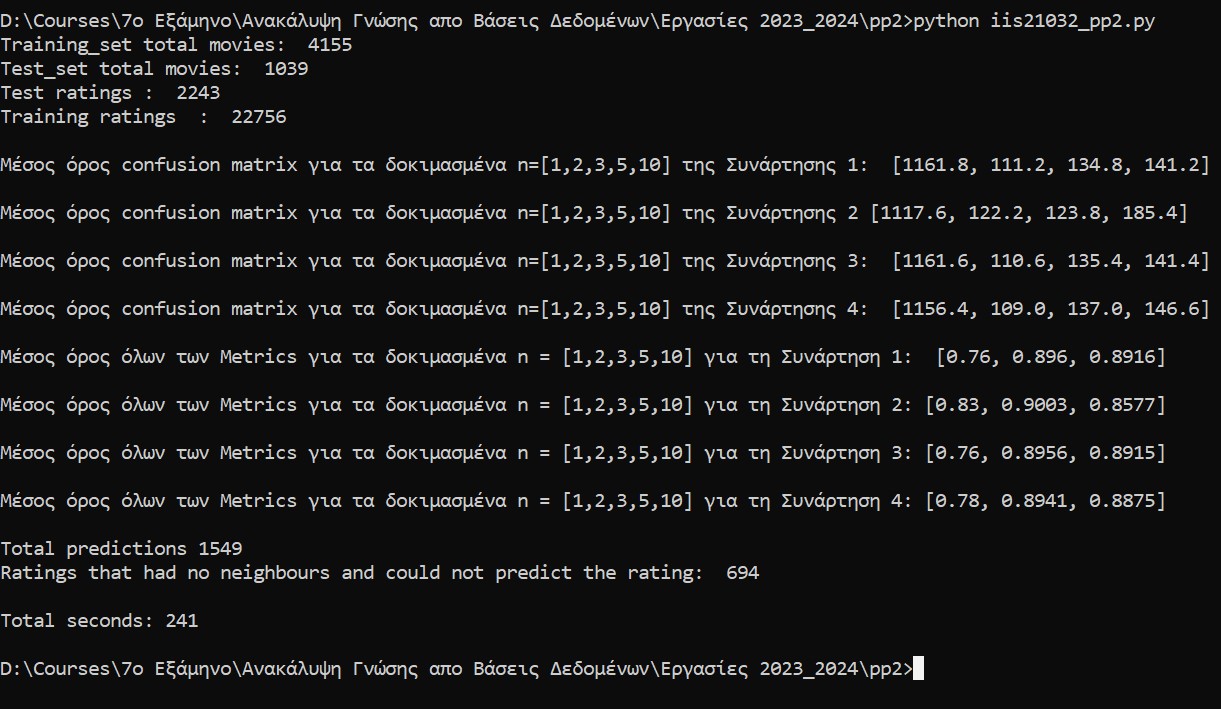 D:\Courses\7ο Εξάμηνο\Ανακάλυψη Γνώσης απο Βάσεις Δεδομένων\Εργασίες 2023_2024\pp2>python iis21032_pp2.py
Training_set total movies:  4155
Test_set total movies:  1039
Test ratings :  2243
Training ratings  :  22756
Μέσος όρος confusion matrix για τα δοκιμασμένα n=[1,2,3,5,10] της Συνάρτησης 1:  [1161.8, 111.2, 134.8, 141.2]
Μέσος όρος confusion matrix για τα δοκιμασμένα n=[1,2,3,5,10] της Συνάρτησης 2 [1117.6, 122.2, 123.8, 185.4]
Μέσος όρος confusion matrix για τα δοκιμασμένα n=[1,2,3,5,10] της Συνάρτησης 3:  [1161.6, 110.6, 135.4, 141.4]
Μέσος όρος confusion matrix για τα δοκιμασμένα n=[1,2,3,5,10] της Συνάρτησης 4:  [1156.4, 109.0, 137.0, 146.6]
Μέσος όρος όλων των Metrics για τα δοκιμασμένα n = [1,2,3,5,10] για τη Συνάρτηση 1:  [0.76, 0.896, 0.8916]
Μέσος όρος όλων των Metrics για τα δοκιμασμένα n = [1,2,3,5,10] για τη Συνάρτηση 2: [0.83, 0.9003, 0.8577]
Μέσος όρος όλων των Metrics για τα δοκιμασμένα n = [1,2,3,5,10] για τη Συνάρτηση 3: [0.76, 0.8956, 0.8915]
Μέσος όρος όλων των Metrics για τα δοκιμασμένα n = [1,2,3,5,10] για τη Συνάρτηση 4: [0.78, 0.8941, 0.8875]
Total predictions 1549
Ratings that had no neighbours and could not predict the rating:  694
Total seconds: 241
D:\Courses\7ο Εξάμηνο\Ανακάλυψη Γνώσης απο Βάσεις Δεδομένων\Εργασίες 2023_2024\pp2>